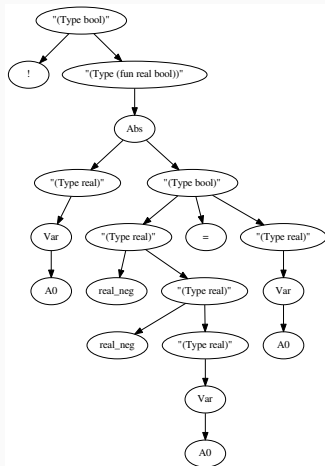 "(Type bool)"
! "(Type (fun real bool))"
Abs
"(Type real)" "(Type bool)"
Var "(Type real)" = "(Type real)"
A0 real_neg "(Type real)" Var
real_neg "(Type real)" A0
Var
A0